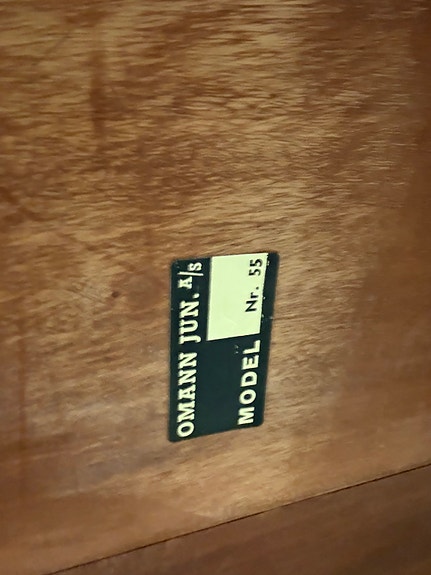 OMANN JUN. A/S
MODEL Nr. 55